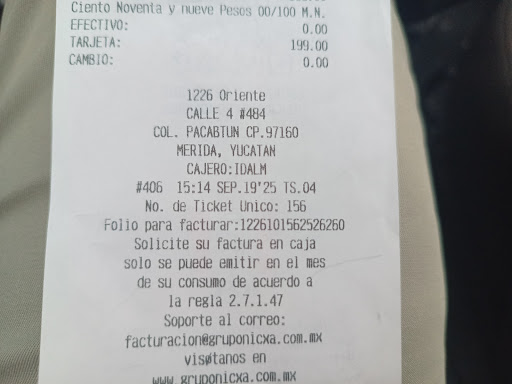 Ciento Noventa y nueve Pesos 00/100 M.N.
EFECTIVO: 0.00
TARJETA: 199.00
CAMBIO: 0.00
1226 Oriente
CALLE 4 #484
COL. PACABTUN CP.97160
MERIDA, YUCATAN
CAJERO:IDALM
#406 15:14 SEP.19'25 TS.04
No. de Ticket Unico: 156
Folio para facturar:1226101562526260
Solicite su factura en caja
solo se puede emitir en el mes
de su consumo de acuerdo a
la regla 2.7.1.47
Soporte al correo:
facturacion@gruponicxa.com.mx
visøtanos en
www.gruponicxa.com.mx